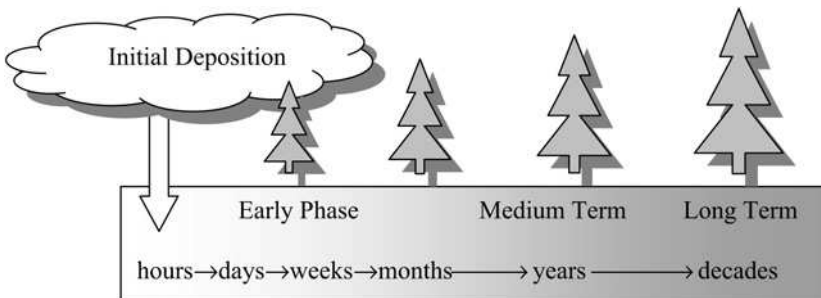 Initial Deposition
Early Phase Medium Term Long Term
hours→days→weeks→months→years→decades